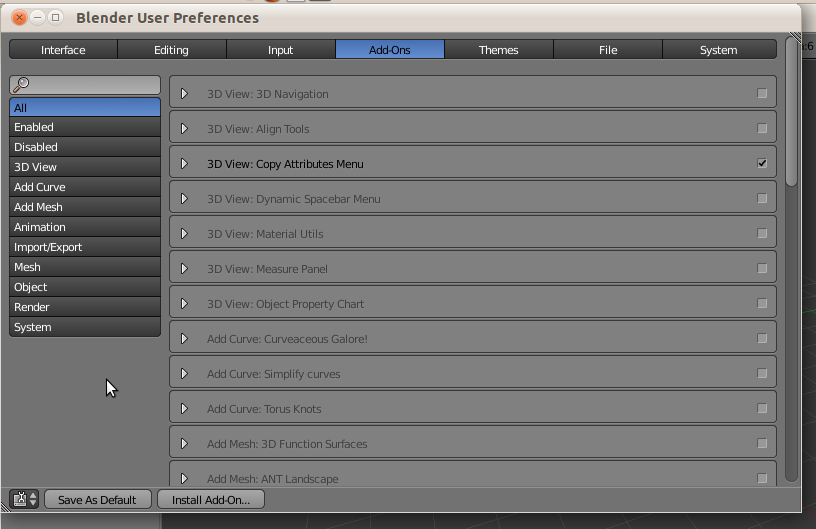 Blender User Preferences
Interface Editing Input Add-Ons Themes File System
All
Enabled
Disabled
3D View
Add Curve
Add Mesh
Animation
Import/Export
Mesh
Object
Render
System
3D View: 3D Navigation
3D View: Align Tools
3D View: Copy Attributes Menu
3D View: Dynamic Spacebar Menu
3D View: Material Utils
3D View: Measure Panel
3D View: Object Property Chart
Add Curve: Curveaceous Galore!
Add Curve: Simplify curves
Add Curve: Torus Knots
Add Mesh: 3D Function Surfaces
Add Mesh: ANT Landscape
Save As Default Install Add-On...